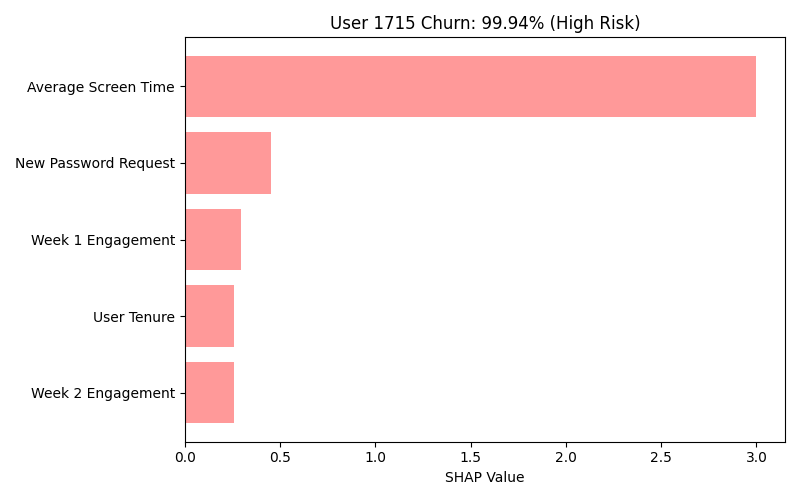 User 1715 Churn: 99.94% (High Risk)
Average Screen Time
New Password Request
Week 1 Engagement
User Tenure
Week 2 Engagement
0.0 0.5 1.0 1.5 2.0 2.5 3.0
SHAP Value